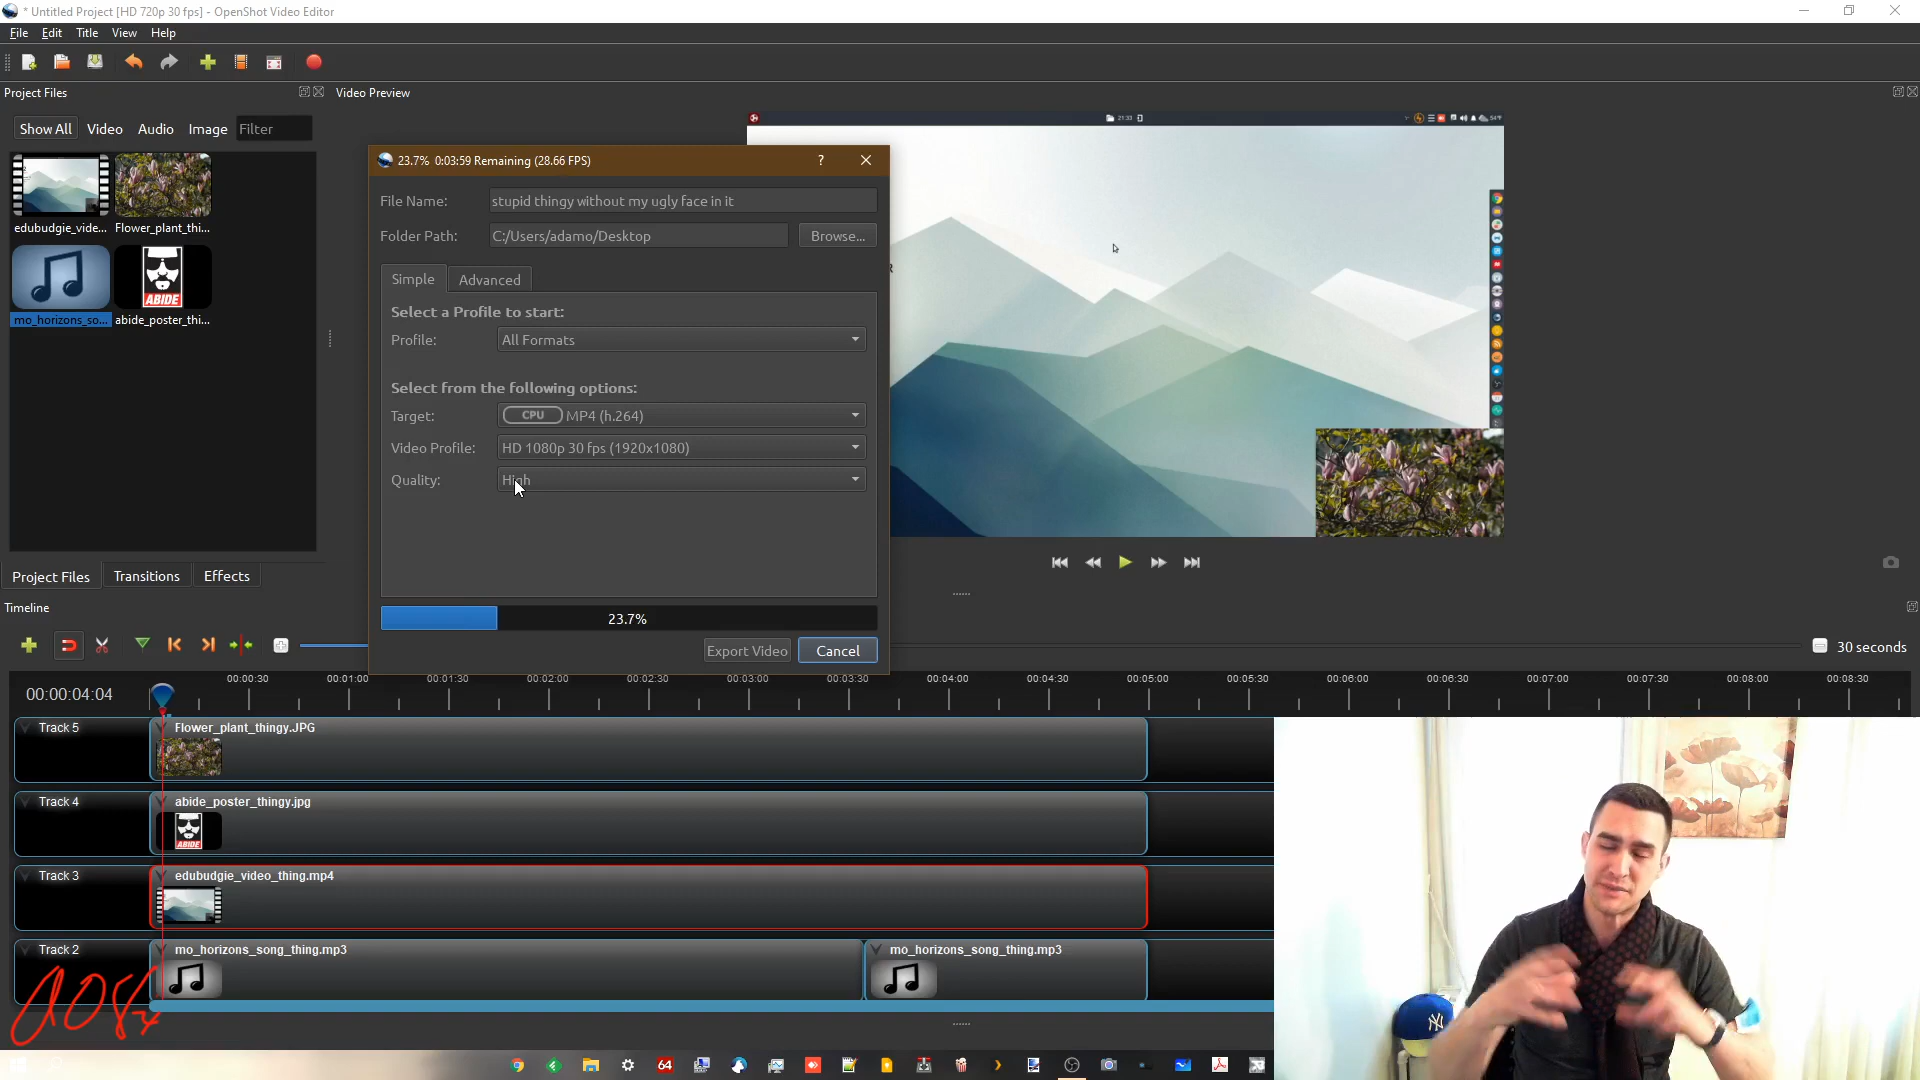 * Untitled Project [HD 720p 30 fps] - OpenShot Video Editor
File Edit Title View Help
Project Files
Video Preview
Show All Video Audio Image Filter
edubudgie_vide... Flower_plant_thi...
ABIDE
mo_horizons_so... abide_poster_thi...
Project Files Transitions Effects
23.7% 0:03:59 Remaining (28.66 FPS) ?
File Name: stupid thingy without my ugly face in it
Folder Path: C:/Users/adamo/Desktop Browse...
Simple Advanced
Select a Profile to start:
Profile: All Formats
Select from the following options:
Target: CPU MP4 (h.264)
Video Profile: HD 1080p 30 fps (1920x1080)
Quality: High
23.7%
Export Video Cancel
21:33
54°F
Timeline
30 seconds
00:00:04:04
00:00:30 00:01:00 00:01:30 00:02:00 00:02:30 00:03:00 00:03:30 00:04:00 00:04:30 00:05:00 00:05:30 00:06:00 00:06:30 00:07:00 00:07:30 00:08:00 00:08:30
Track 5 Flower_plant_thingy.JPG
Track 4 abide_poster_thingy.jpg
ABIDE
Track 3 edubudgie_video_thing.mp4
Track 2 mo_horizons_song_thing.mp3 mo_horizons_song_thing.mp3
64
NY